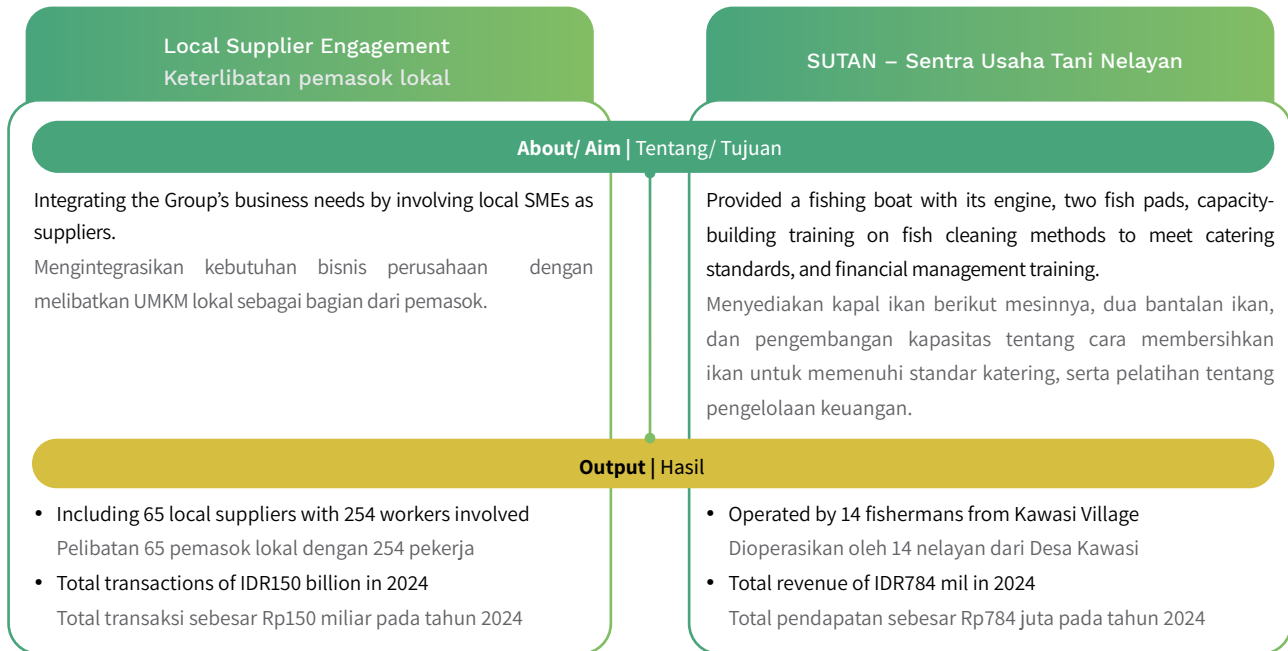 Local Supplier Engagement
Keterlibatan pemasok lokal
SUTAN – Sentra Usaha Tani Nelayan
About/ Aim | Tentang/ Tujuan
Integrating the Group’s business needs by involving local SMEs as
suppliers.
Mengintegrasikan kebutuhan bisnis perusahaan dengan
melibatkan UMKM lokal sebagai bagian dari pemasok.
Provided a fishing boat with its engine, two fish pads, capacity-
building training on fish cleaning methods to meet catering
standards, and financial management training.
Menyediakan kapal ikan berikut mesinnya, dua bantalan ikan,
dan pengembangan kapasitas tentang cara membersihkan
ikan untuk memenuhi standar katering, serta pelatihan tentang
pengelolaan keuangan.
Output | Hasil
• Including 65 local suppliers with 254 workers involved
Pelibatan 65 pemasok lokal dengan 254 pekerja
• Total transactions of IDR150 billion in 2024
Total transaksi sebesar Rp150 miliar pada tahun 2024
• Operated by 14 fishermans from Kawasi Village
Dioperasikan oleh 14 nelayan dari Desa Kawasi
• Total revenue of IDR784 mil in 2024
Total pendapatan sebesar Rp784 juta pada tahun 2024